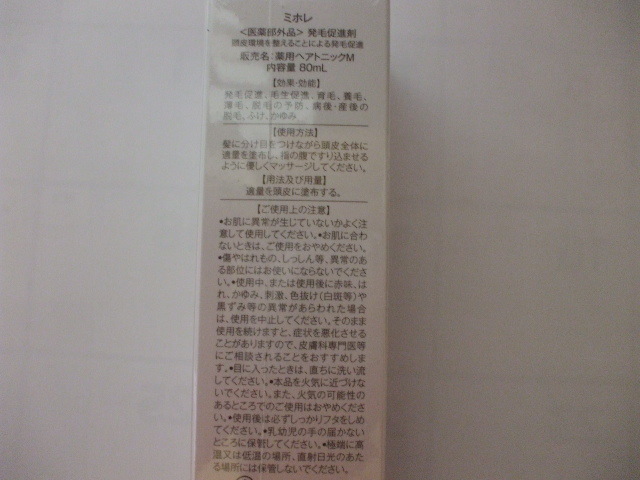 ミホレ
<医薬部外品> 発毛促進剤
頭皮環境を整えることによる発毛促進
販売名:薬用ヘアトニックM
内容量 80mL
【効果・効能】
発毛促進、毛生促進、育毛、養毛、
薄毛、脱毛の予防、病後・産後の
脱毛、ふけ、かゆみ
【使用方法】
髪に分け目をつけながら頭皮全体に
適量を塗布し、指の腹ですり込ませる
ように優しくマッサージしてください。
【用法及び用量】
適量を頭皮に塗布する。
【ご使用上の注意】
•お肌に異常が生じていないかよく注
意して使用してください。•お肌に合わ
ないときは、ご使用をおやめください。
•傷やはれもの、しっしん等、異常のあ
る部位にはお使いにならないでくださ
い。•使用中、または使用後に赤味、は
れ、かゆみ、刺激、色抜け(白斑等)や
黒ずみ等の異常があらわれた場合
は、使用を中止してください。そのまま
使用を続けますと、症状を悪化させる
ことがありますので、皮膚科専門医等
にご相談されることをおすすめしま
す。•目に入ったときは、直ちに洗い流
してください。•本品を火気に近づけな
いでください。また、火気の可能性の
あるところでのご使用はおやめくださ
い。•使用後は必ずしっかりフタをしめ
てください。•乳幼児の手の届かない
ところに保管してください。•極端に高
温又は低温の場所、直射日光のあた
る場所には保管しないでください。